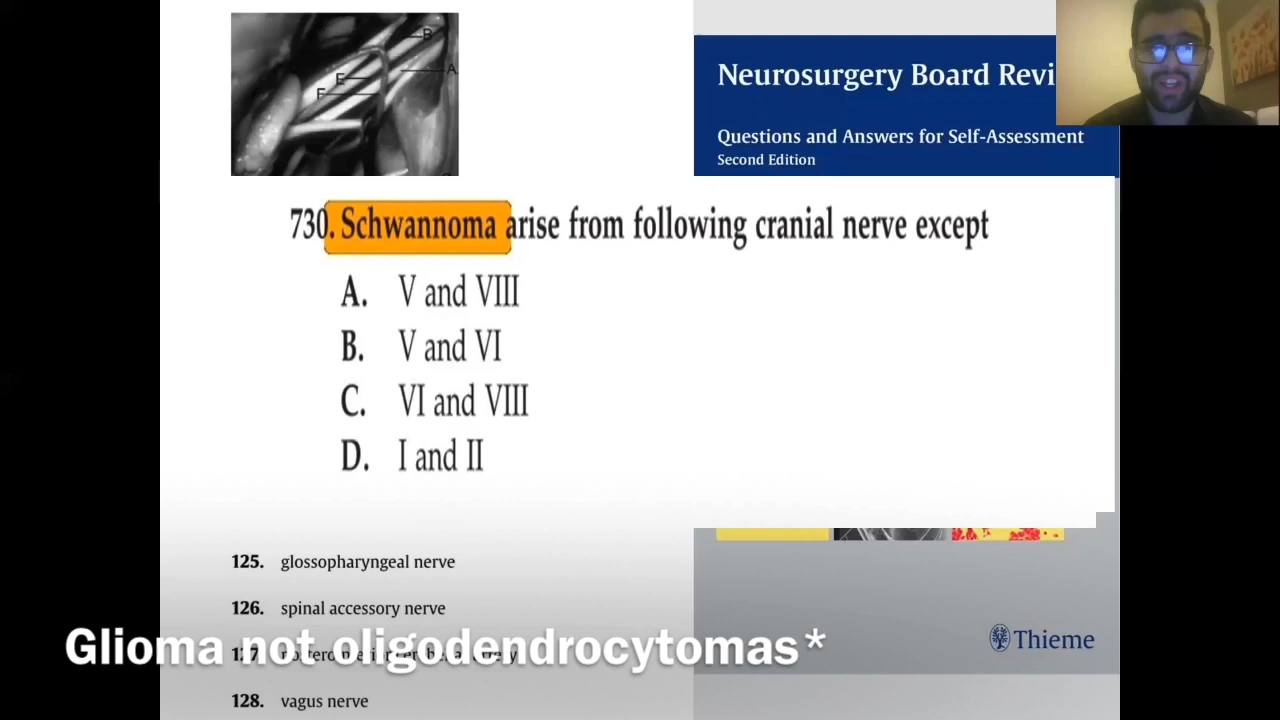 B
A
E
F
Neurosurgery Board Revi
Questions and Answers for Self-Assessment
Second Edition
730. Schwannoma arise from following cranial nerve except
A. V and VIII
B. V and VI
C. VI and VIII
D. I and II
125. glossopharyngeal nerve
126. spinal accessory nerve
Glioma not oligodendrocytomas*
127.
128. vagus nerve
Thieme